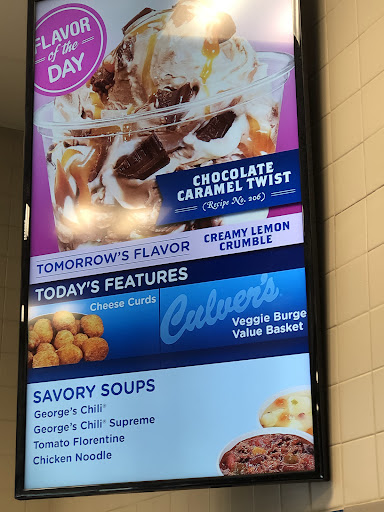 FLAVOR
of the
DAY
CHOCOLATE
CARAMEL TWIST
(Recipe No. 206)
TOMORROW'S FLAVOR
CREAMY LEMON
CRUMBLE
TODAY'S FEATURES
Cheese Curds
Culver's
Veggie Burge
Value Basket
SAVORY SOUPS
George's Chili®
George's Chili® Supreme
Tomato Florentine
Chicken Noodle